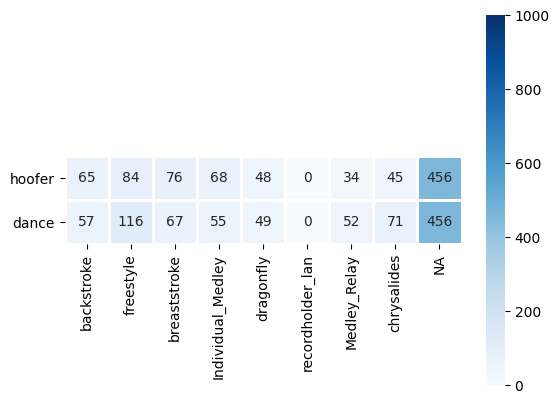 1000
800
600
400
200
0
hoofer 65 84 76 68 48 0 34 45 456
dance 57 116 67 55 49 0 52 71 456
backstroke
freestyle
breaststroke
Individual_Medley
dragonfly
recordholder_lan
Medley_Relay
chrysalides
NA